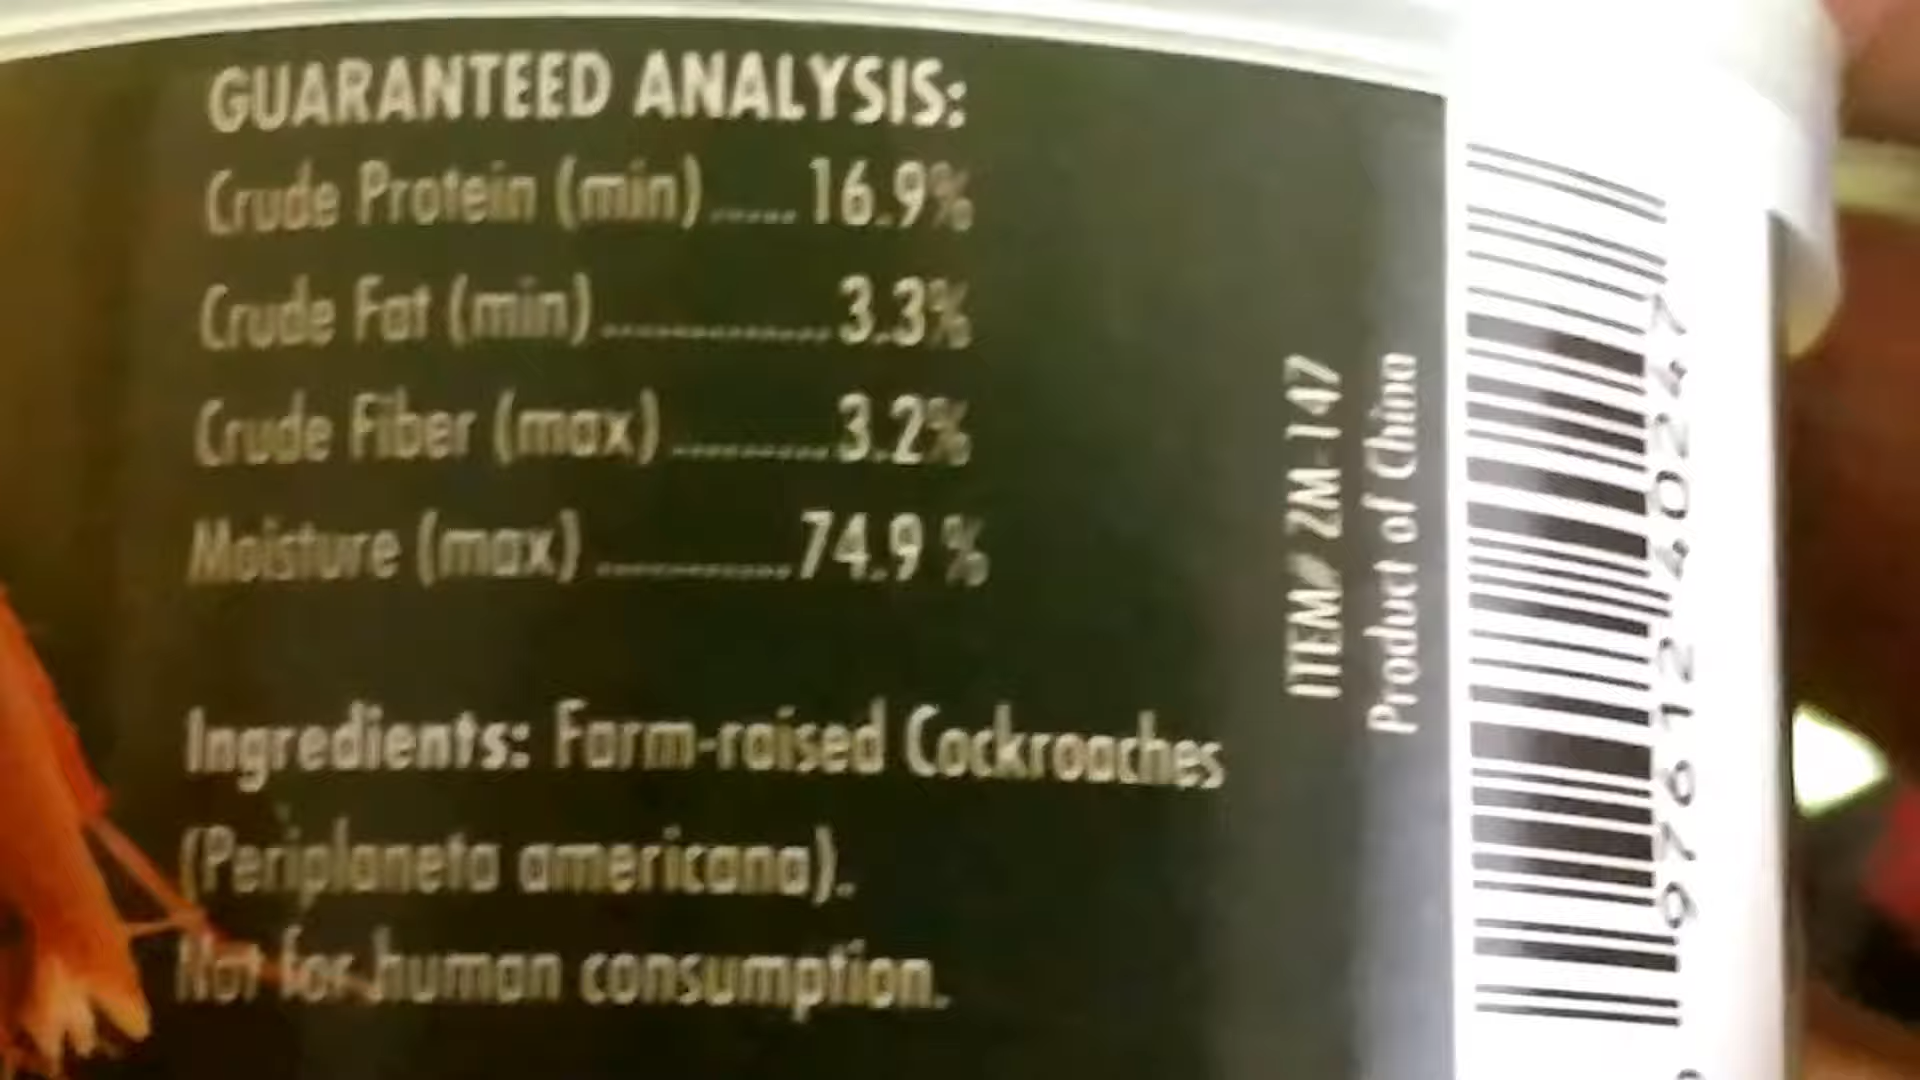 GUARANTEED ANALYSIS:
Crude Protein (min) ...... 16.9%
Crude Fat (min) .............. 3.3%
Crude Fiber (max) .......... 3.2%
Moisture (max) ............ 74.9 %
Ingredients: Farm-raised Cockroaches
(Periplaneta americana).
Not for human consumption.
ITEM# ZM-147
Product of China